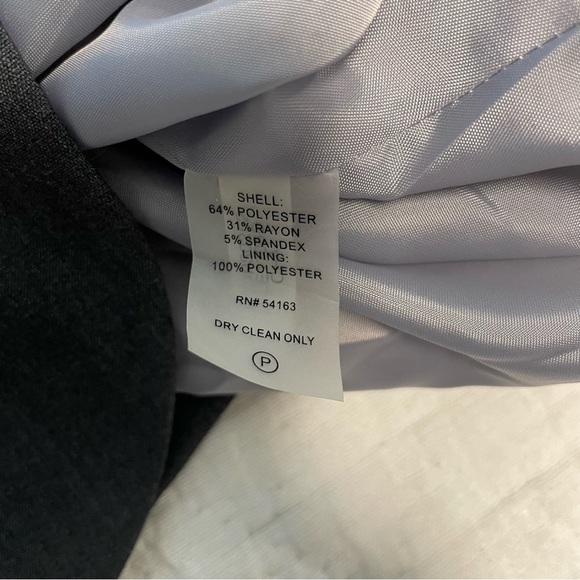 SHELL:
64% POLYESTER
31% RAYON
5% SPANDEX
LINING:
100% POLYESTER
RN# 54163
DRY CLEAN ONLY
P